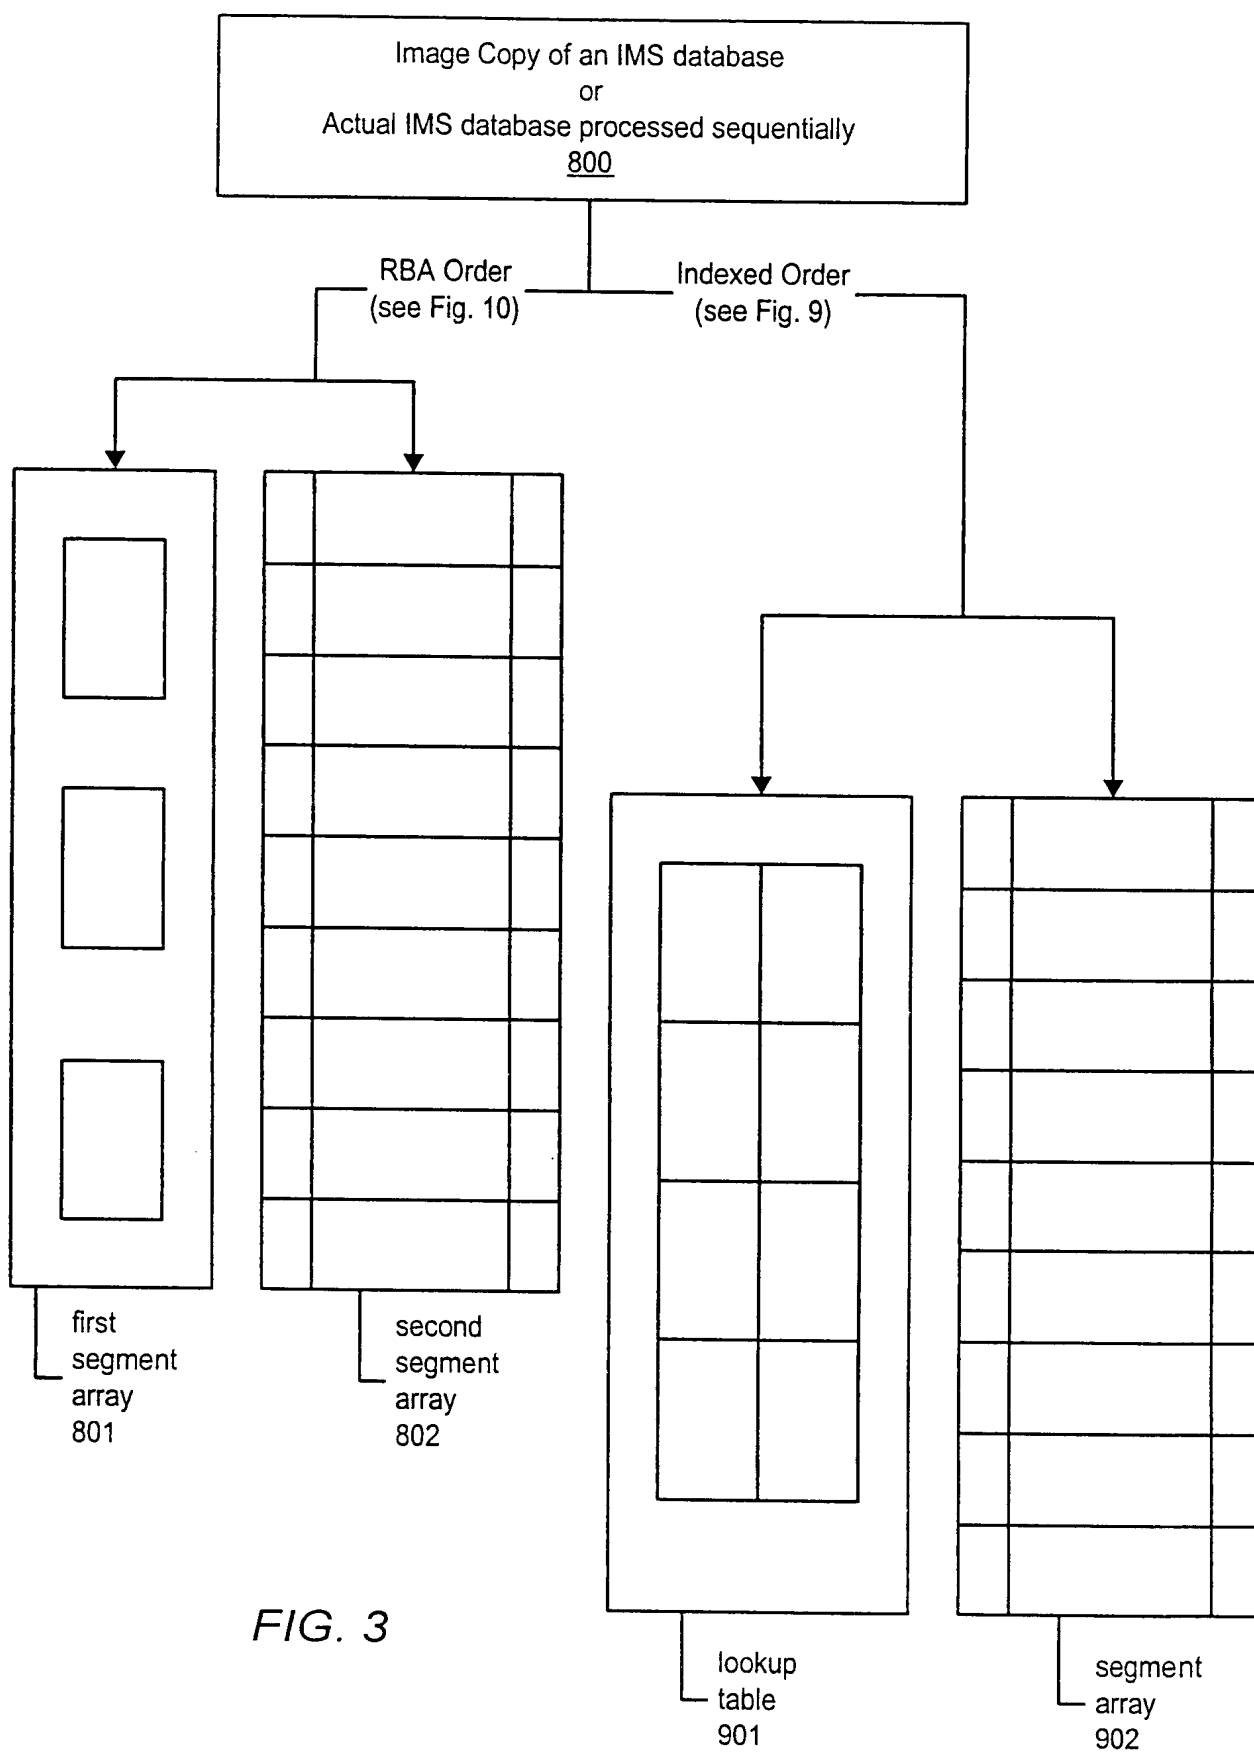 Image Copy of an IMS database
or
Actual IMS database processed sequentially
800
RBA Order
(see Fig. 10)
Indexed Order
(see Fig. 9)
first
segment
array
801
second
segment
array
802
FIG. 3
lookup
table
901
segment
array
902